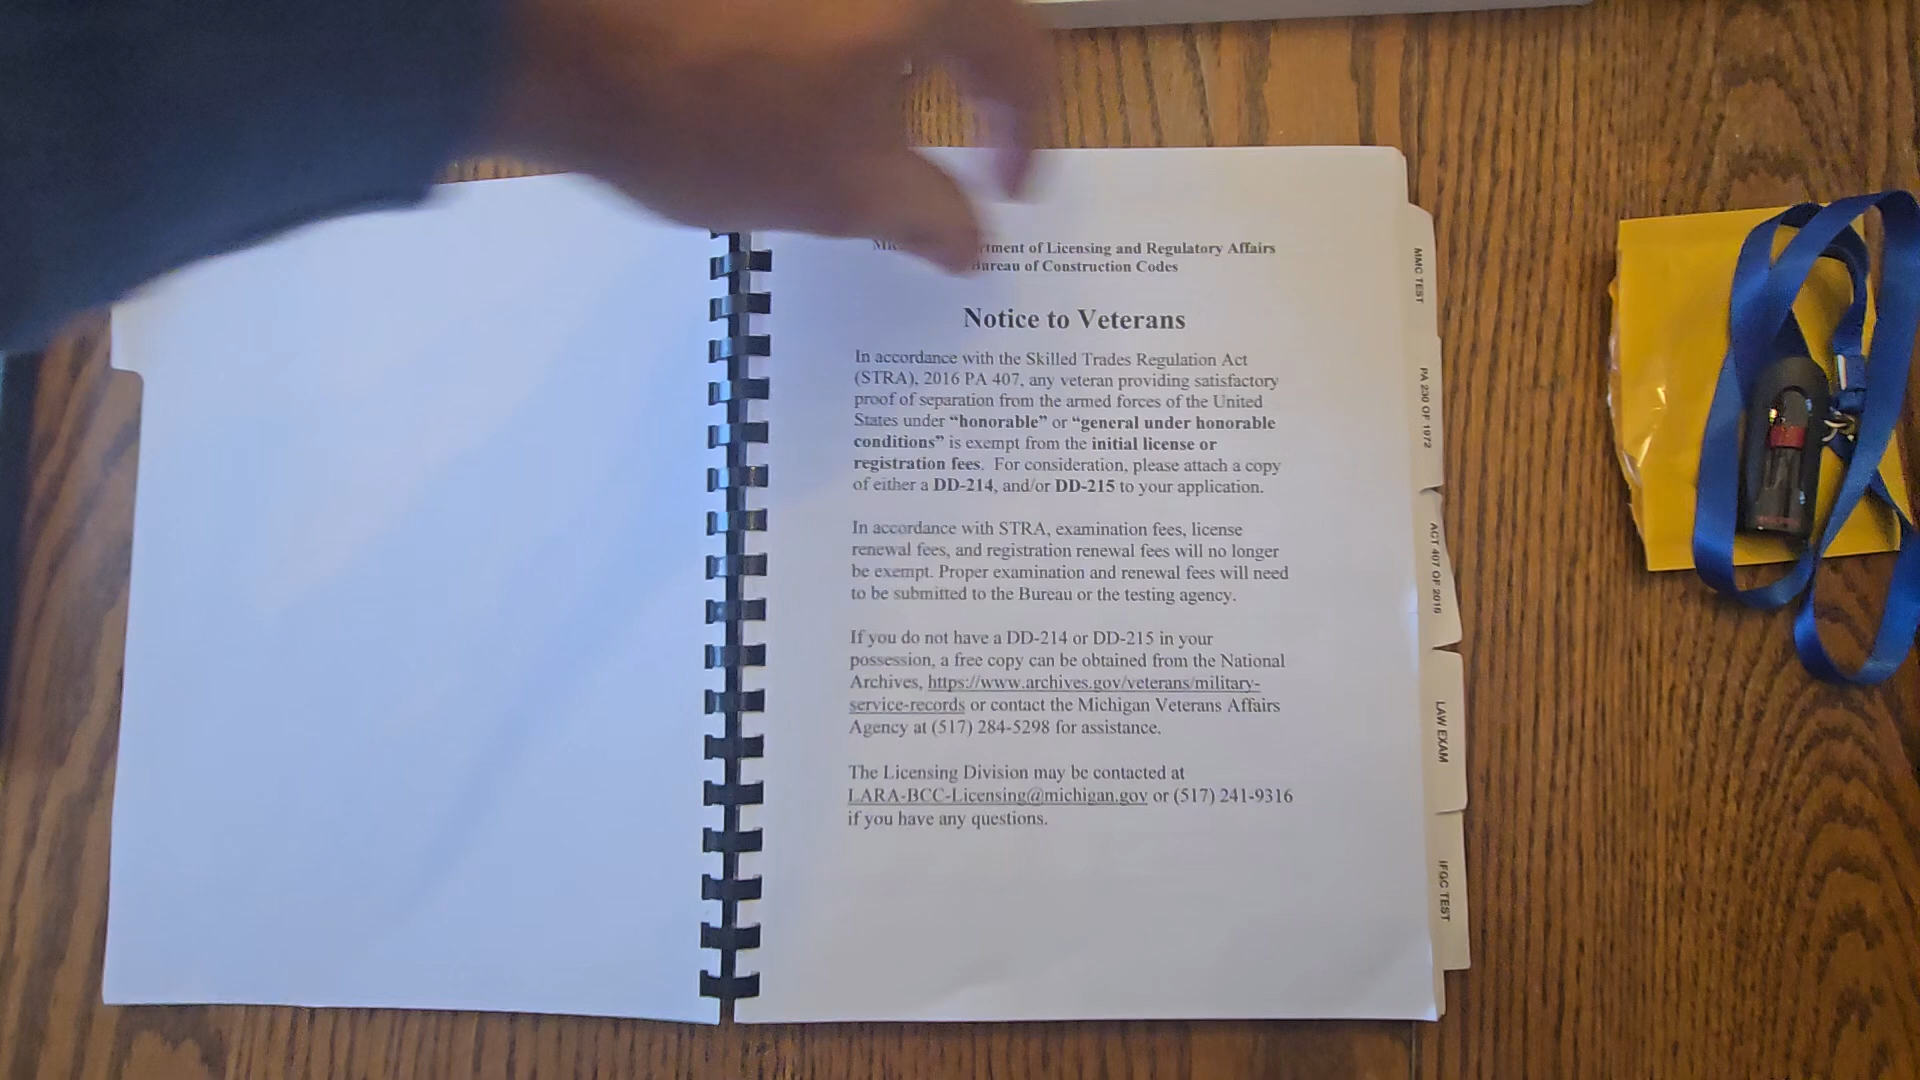 rtment of Licensing and Regulatory Affairs
Bureau of Construction Codes
Notice to Veterans
In accordance with the Skilled Trades Regulation Act
(STRA), 2016 PA 407, any veteran providing satisfactory
proof of separation from the armed forces of the United
States under “honorable” or “general under honorable
conditions” is exempt from the initial license or
registration fees. For consideration, please attach a copy
of either a DD-214, and/or DD-215 to your application.
In accordance with STRA, examination fees, license
renewal fees, and registration renewal fees will no longer
be exempt. Proper examination and renewal fees will need
to be submitted to the Bureau or the testing agency.
If you do not have a DD-214 or DD-215 in your
possession, a free copy can be obtained from the National
Archives, https://www.archives.gov/veterans/military-
service-records or contact the Michigan Veterans Affairs
Agency at (517) 284-5298 for assistance.
The Licensing Division may be contacted at
LARA-BCC-Licensing@michigan.gov or (517) 241-9316
if you have any questions.
MMC TEST
PA 230 OF 1972
ACT 407 OF 2016
LAW EXAM
IFGC TEST